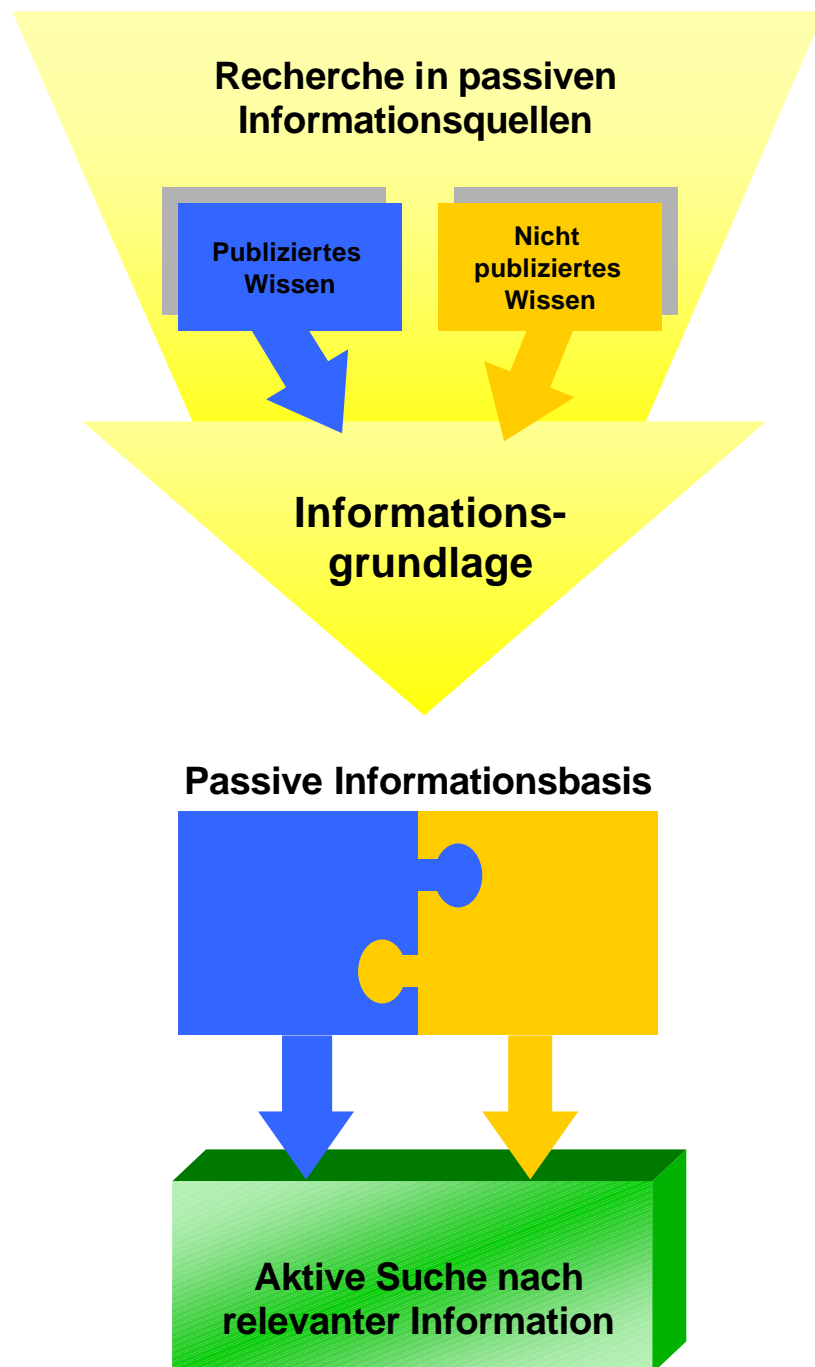 Recherche in passiven
Informationsquellen
Publiziertes
Wissen
Nicht
publiziertes
Wissen
Informations-
grundlage
Passive Informationsbasis
Aktive Suche nach
relevanter Information